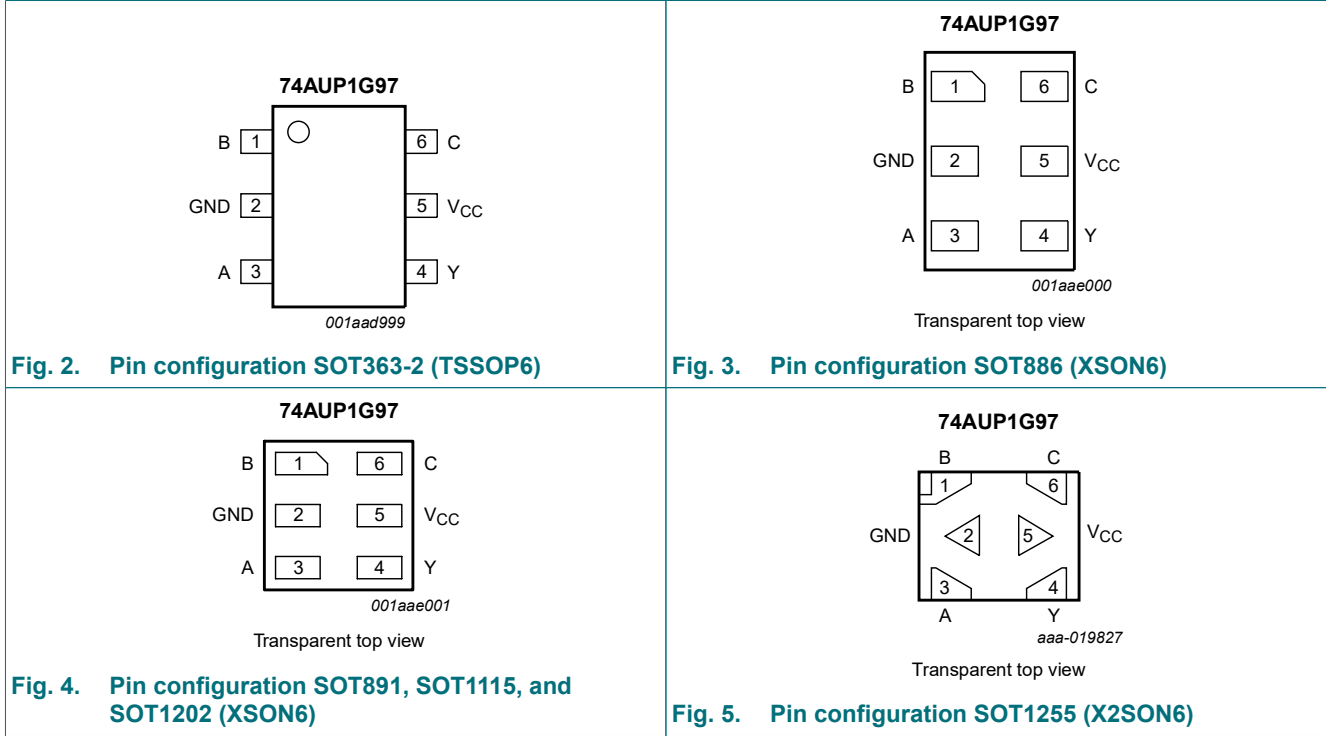 74AUP1G97
B 1 6 C
GND 2 5 VCC
A 3 4 Y
001aad999
Fig. 2. Pin configuration SOT363-2 (TSSOP6)
74AUP1G97
B 1 6 C
GND 2 5 VCC
A 3 4 Y
001aae000
Transparent top view
Fig. 3. Pin configuration SOT886 (XSON6)
74AUP1G97
B 1 6 C
GND 2 5 VCC
A 3 4 Y
001aae001
Transparent top view
Fig. 4. Pin configuration SOT891, SOT1115, and
SOT1202 (XSON6)
74AUP1G97
B C
1 6
GND 2 5 VCC
3 4
A Y
aaa-019827
Transparent top view
Fig. 5. Pin configuration SOT1255 (X2SON6)